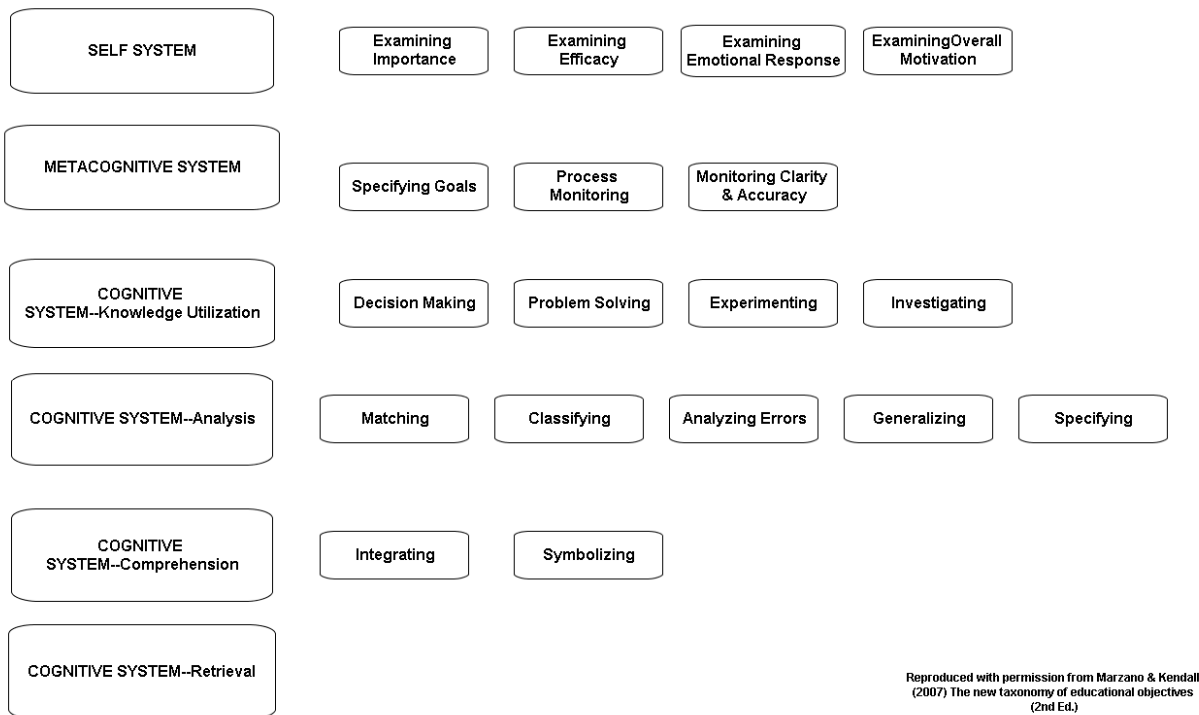 SELF SYSTEM
Examining
Importance
Examining
Efficacy
Examining
Emotional Response
ExaminingOverall
Motivation
METACOGNITIVE SYSTEM
Specifying Goals
Process
Monitoring
Monitoring Clarity
& Accuracy
COGNITIVE
SYSTEM--Knowledge Utilization
Decision Making
Problem Solving
Experimenting
Investigating
COGNITIVE SYSTEM--Analysis
Matching
Classifying
Analyzing Errors
Generalizing
Specifying
COGNITIVE
SYSTEM--Comprehension
Integrating
Symbolizing
COGNITIVE SYSTEM--Retrieval
Reproduced with permission from Marzano & Kendall
(2007) The new taxonomy of educational objectives
(2nd Ed.)